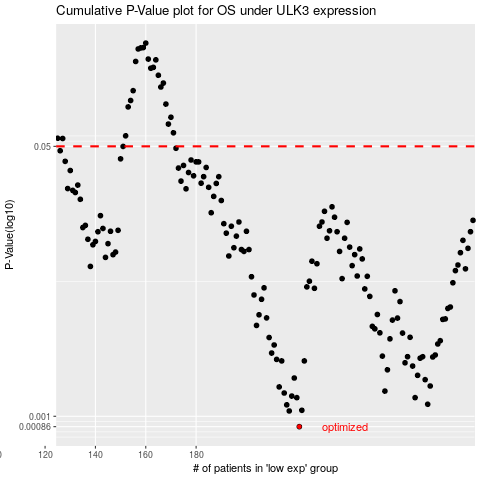 Cumulative P-Value plot for OS under ULK3 expression
P-Value(log10)
0.05
0.001
0.00086
optimized
0 120 140 160 180
# of patients in 'low exp' group